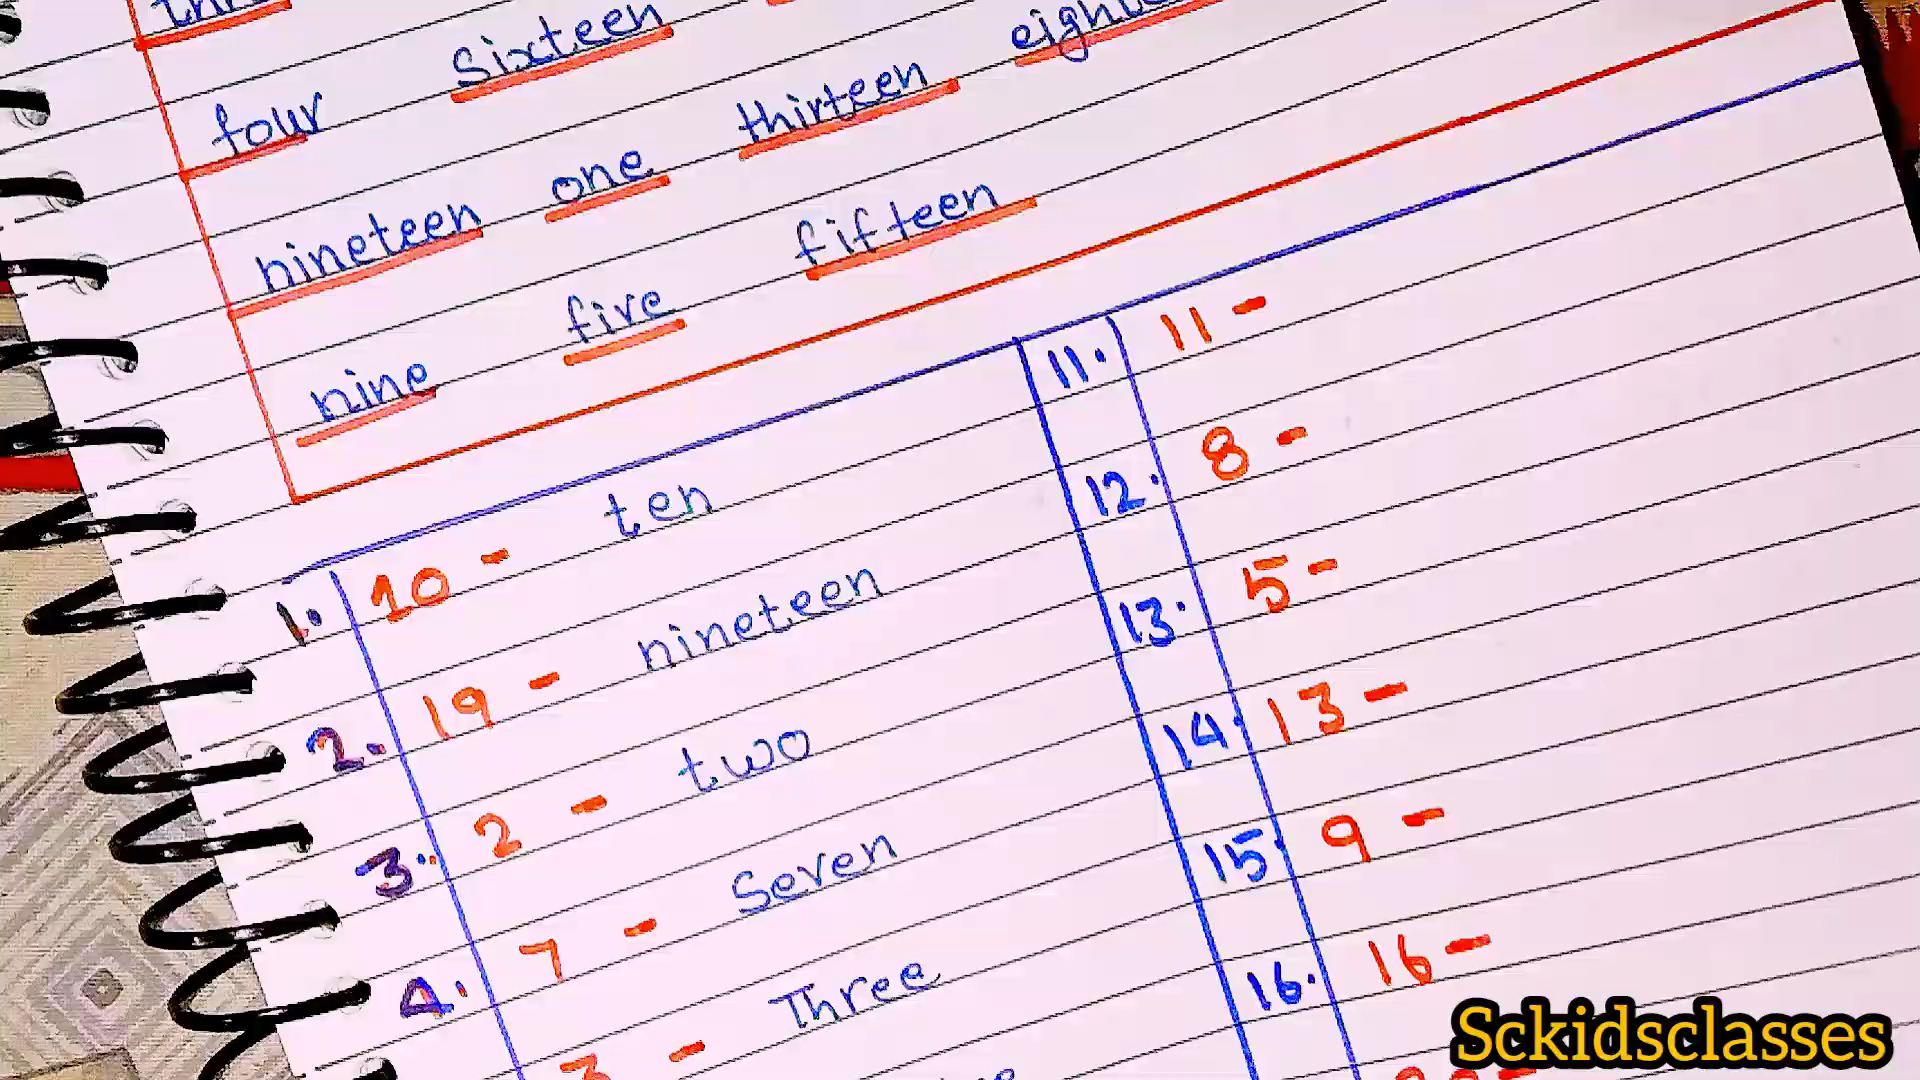 four sixteen
nineteen one thirteen
nine five fifteen
1. 10 - ten
2. 19 - nineteen
3. 2 - two
4. 7 - Seven
3 - Three
11. 11 -
12. 8 -
13. 5 -
14. 13 -
15. 9 -
16. 16 -
Sckidsclasses